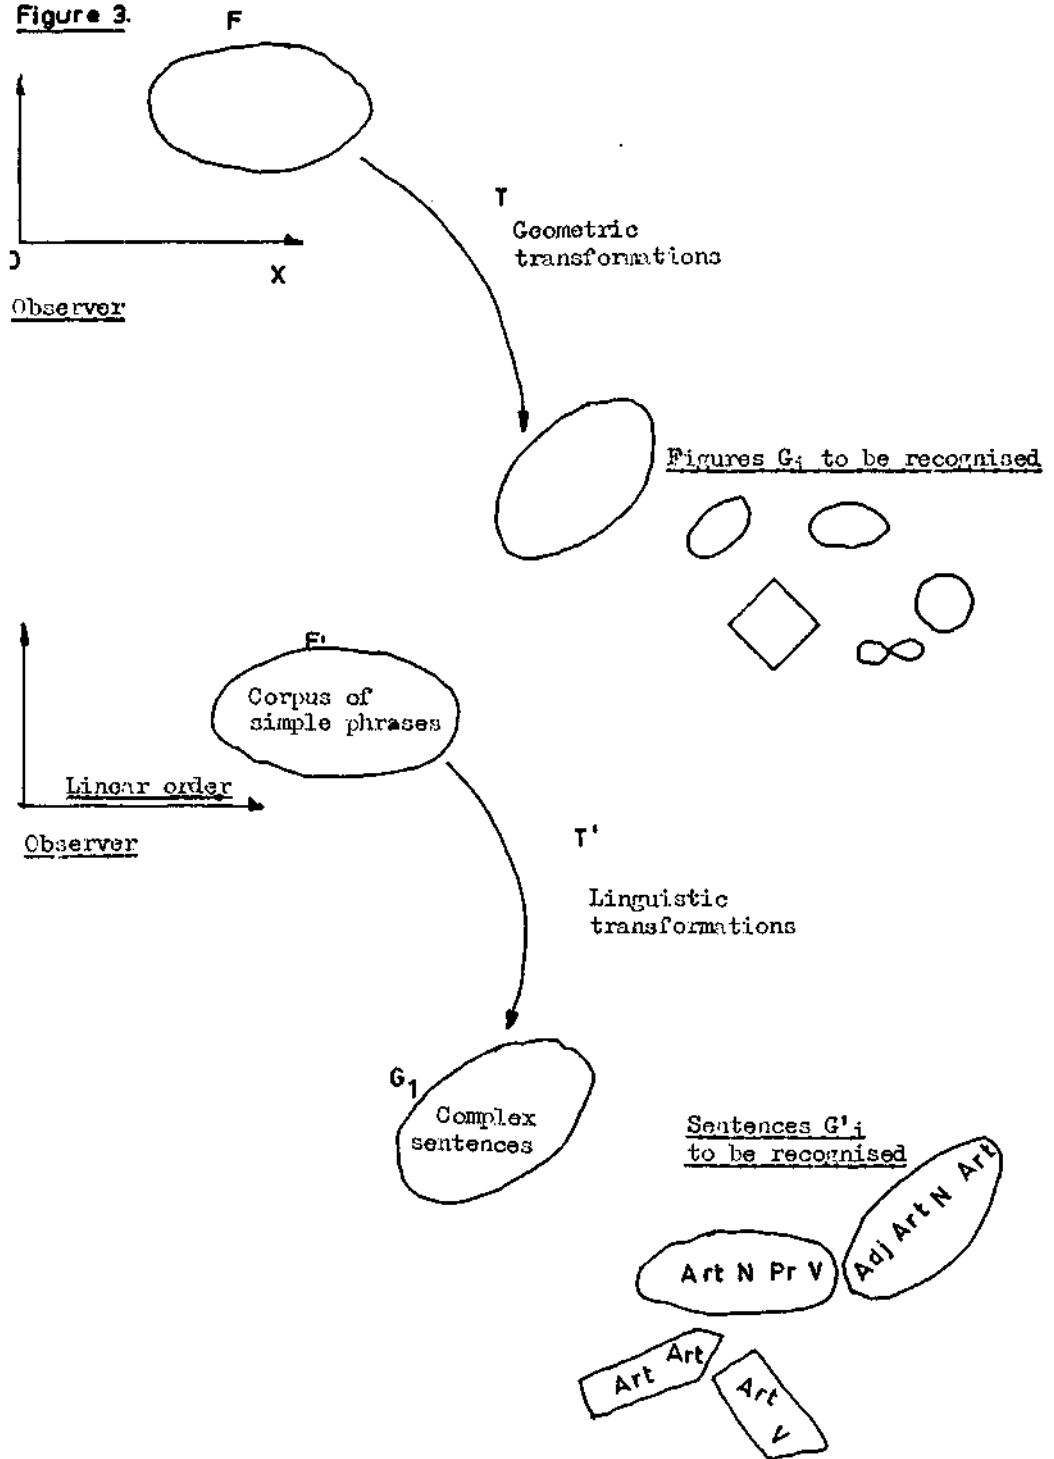 Figure 3.
F
T
Geometric
transformations
X
Observer
Figures Gi to be recognised
F'
Corpus of
simple phrases
Linear order
Observer
T'
Linguistic
transformations
G1
Complex
sentences
Sentences G'i
to be recognised
Adj Art N Art
Art N Pr V
Art Art
Art
V